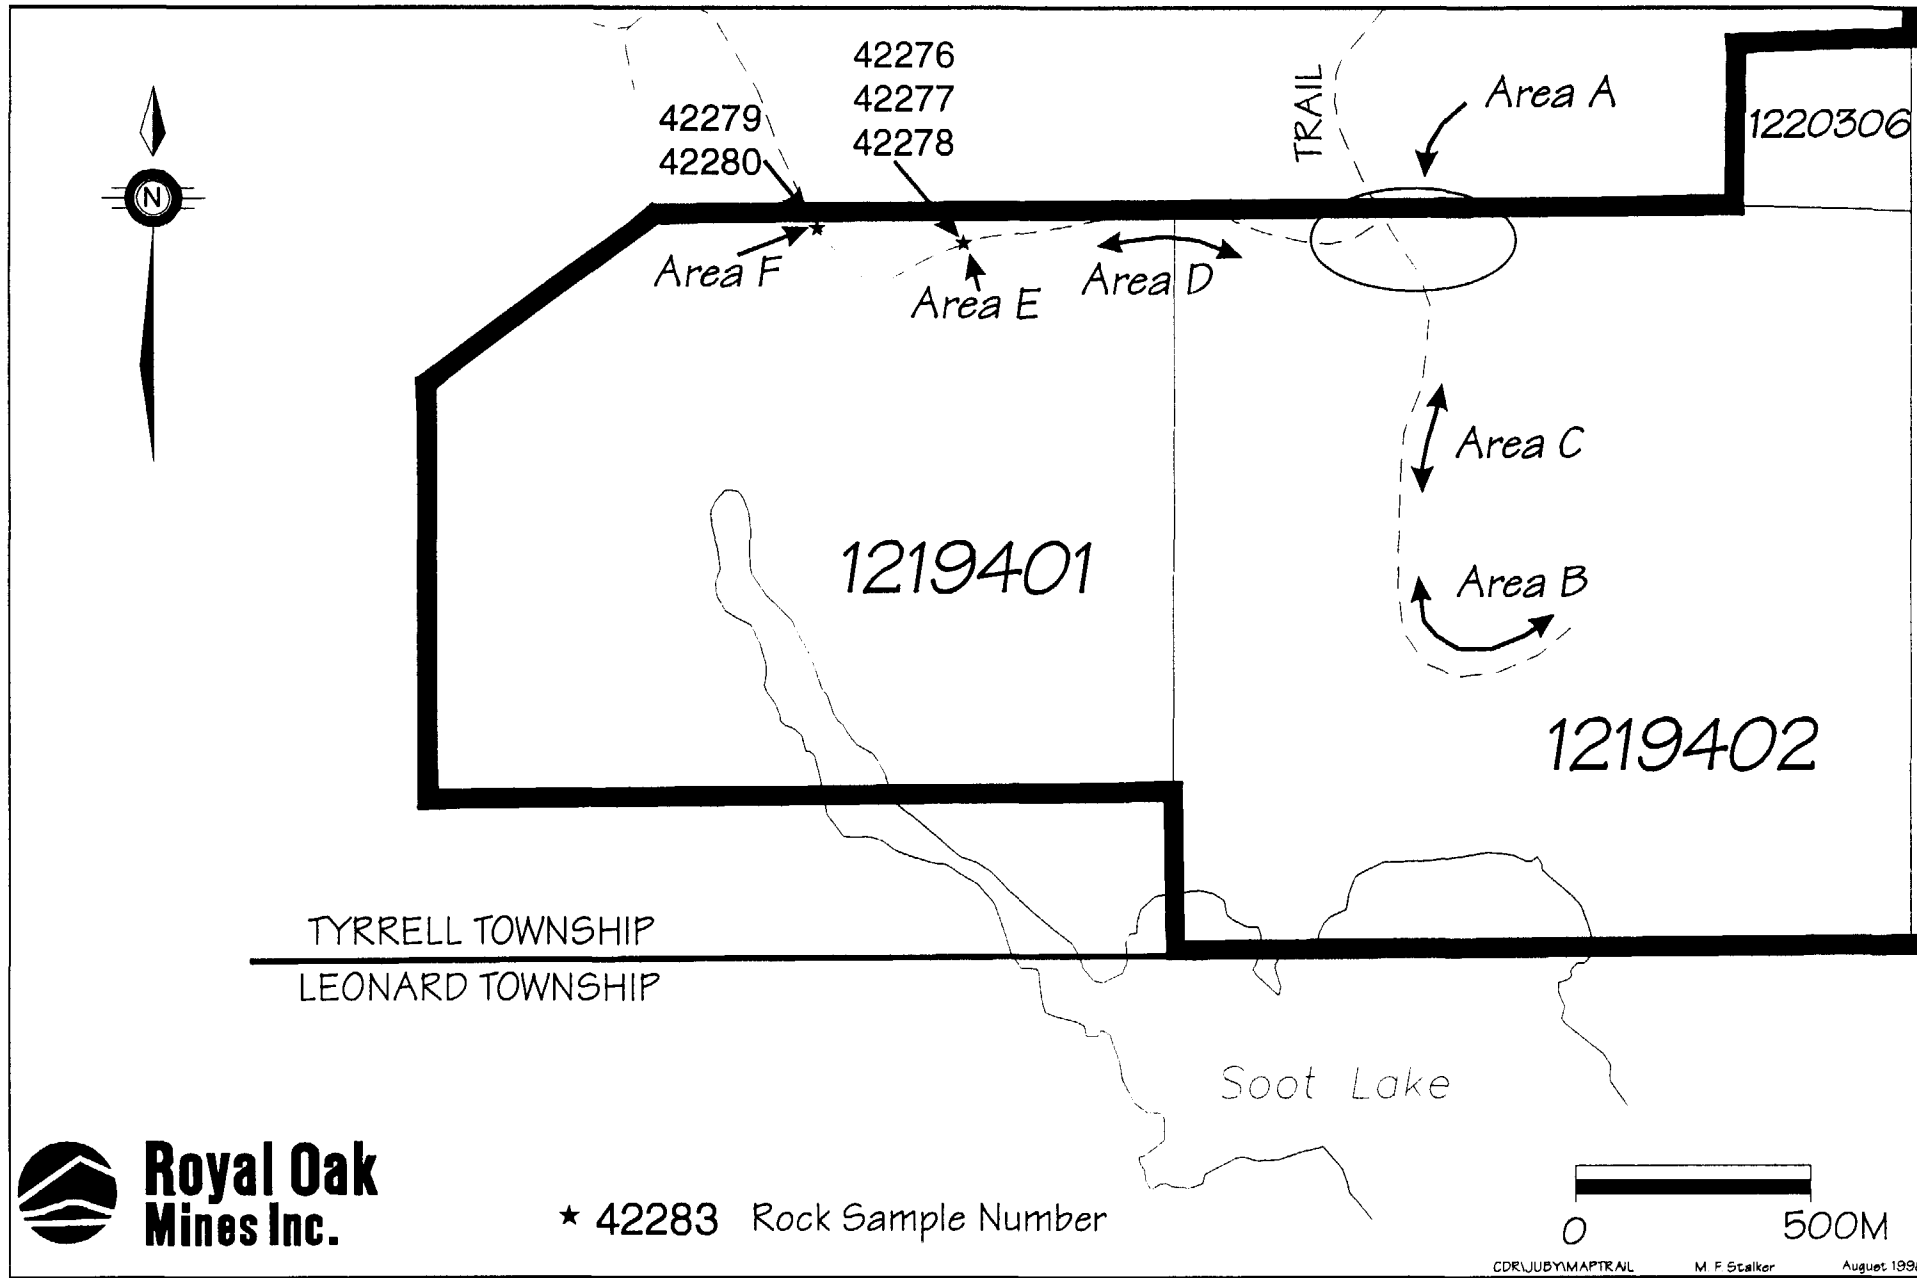 42276
42277
42278
42279
42280
TRAIL
Area A
1220306
N
Area F
Area E
Area D
Area C
1219401
Area B
1219402
TYRRELL TOWNSHIP
LEONARD TOWNSHIP
Soot Lake
Royal Oak
Mines Inc.
★ 42283 Rock Sample Number
0 500M
CDR\JUBY\MAPTRAIL M. F. Stalker August